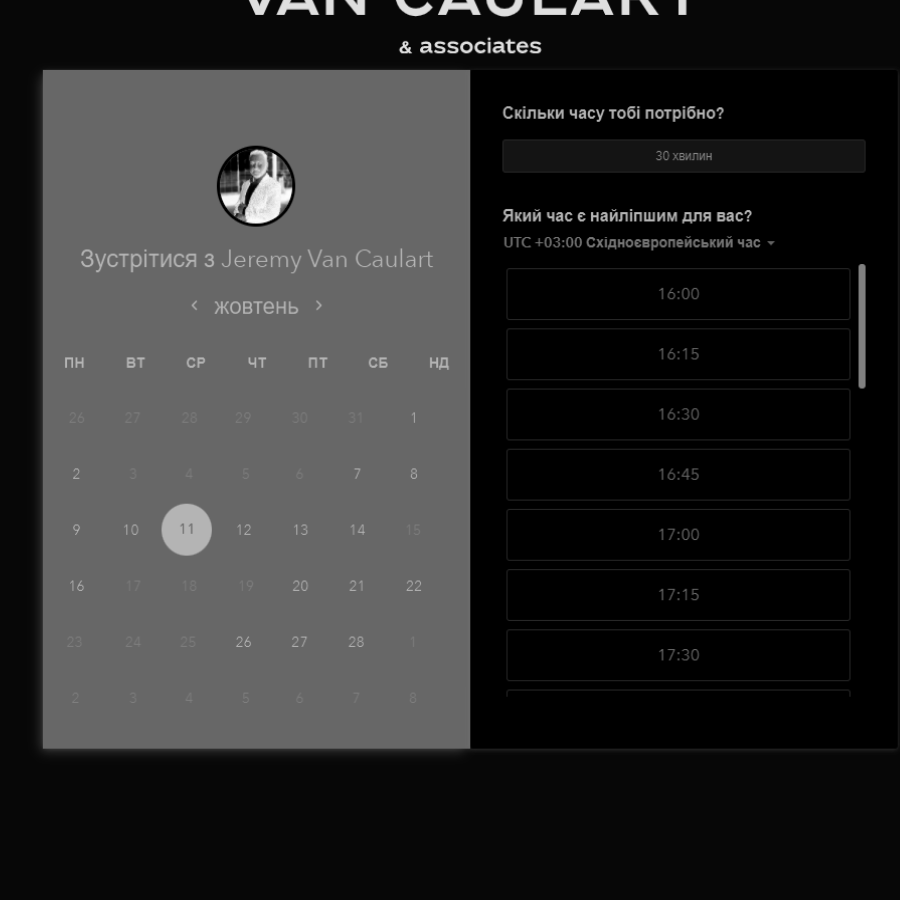 VAN CAULART
& associates
Зустрітися з Jeremy Van Caulart
жовтень
ПН ВТ СР ЧТ ПТ СБ НД
26 27 28 29 30 31 1
2 3 4 5 6 7 8
9 10 11 12 13 14 15
16 17 18 19 20 21 22
23 24 25 26 27 28 1
2 3 4 5 6 7 8
Скільки часу тобі потрібно?
30 хвилин
Який час є найліпшим для вас?
UTC +03:00 Східноєвропейський час
16:00
16:15
16:30
16:45
17:00
17:15
17:30